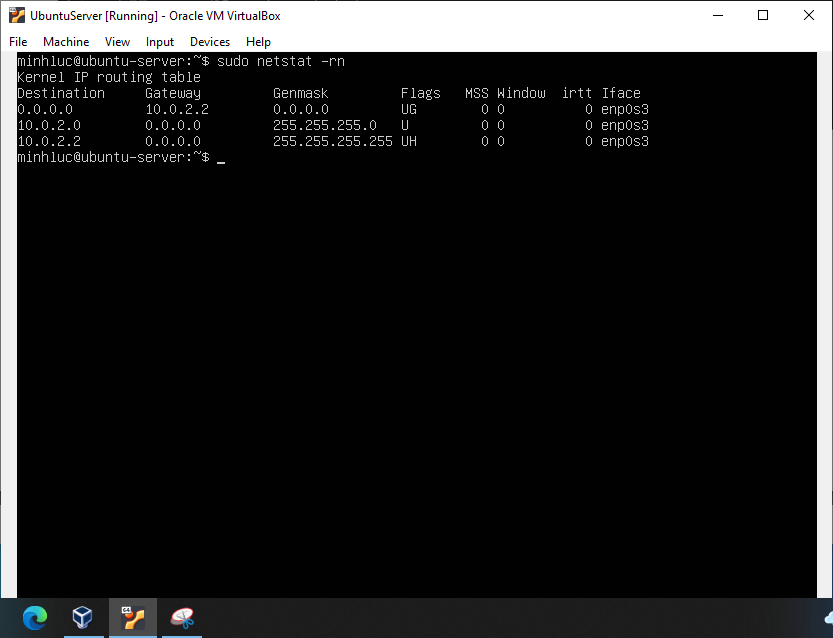 UbuntuServer [Running] - Oracle VM VirtualBox
File Machine View Input Devices Help
minhluc@ubuntu-server:~$ sudo netstat -rn
Kernel IP routing table
Destination     Gateway         Genmask         Flags   MSS Window  irtt Iface
0.0.0.0         10.0.2.2        0.0.0.0         UG        0 0          0 enp0s3
10.0.2.0        0.0.0.0         255.255.255.0   U         0 0          0 enp0s3
10.0.2.2        0.0.0.0         255.255.255.255 UH        0 0          0 enp0s3
minhluc@ubuntu-server:~$ _
64